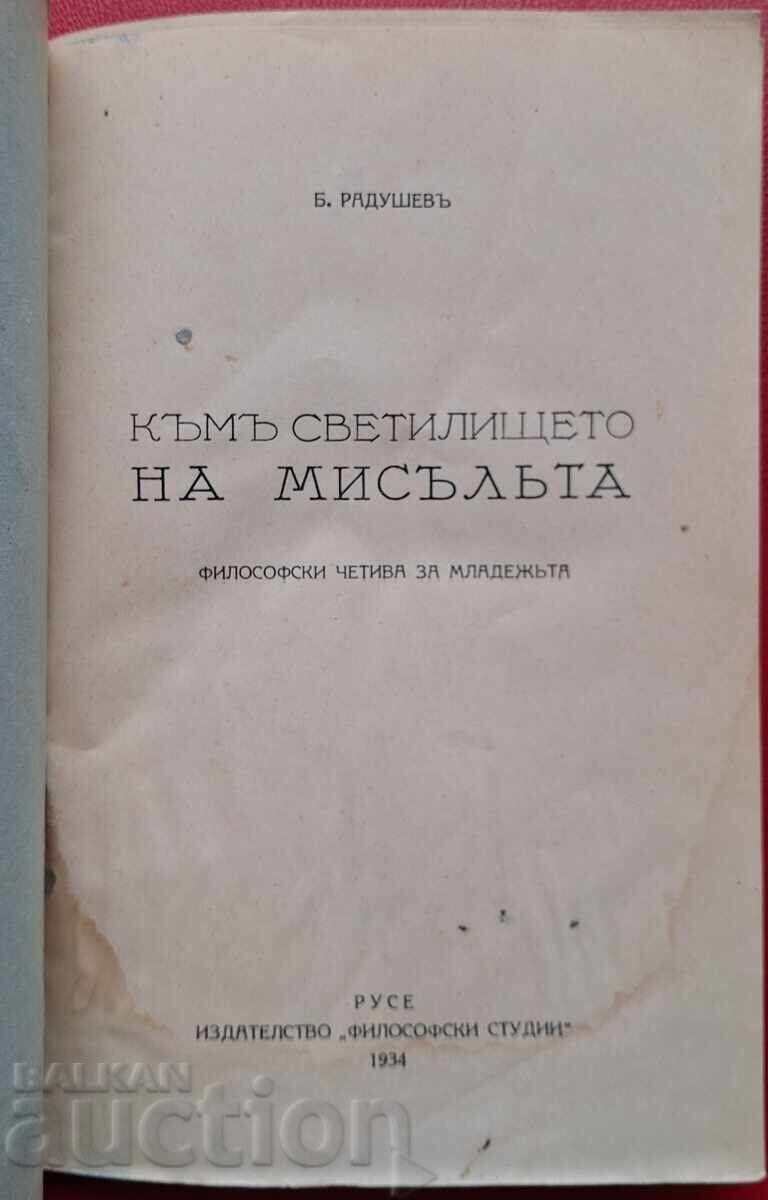 Б. РАДУШЕВЪ
КЪМЪ СВЕТИЛИЩЕТО
НА МИСЪЛЬТА
ФИЛОСОФСКИ ЧЕТИВА ЗА МЛАДЕЖЬТА
РУСЕ
ИЗДАТЕЛСТВО „ФИЛОСОФСКИ СТУДИИ"
1934
BALKAN
auction